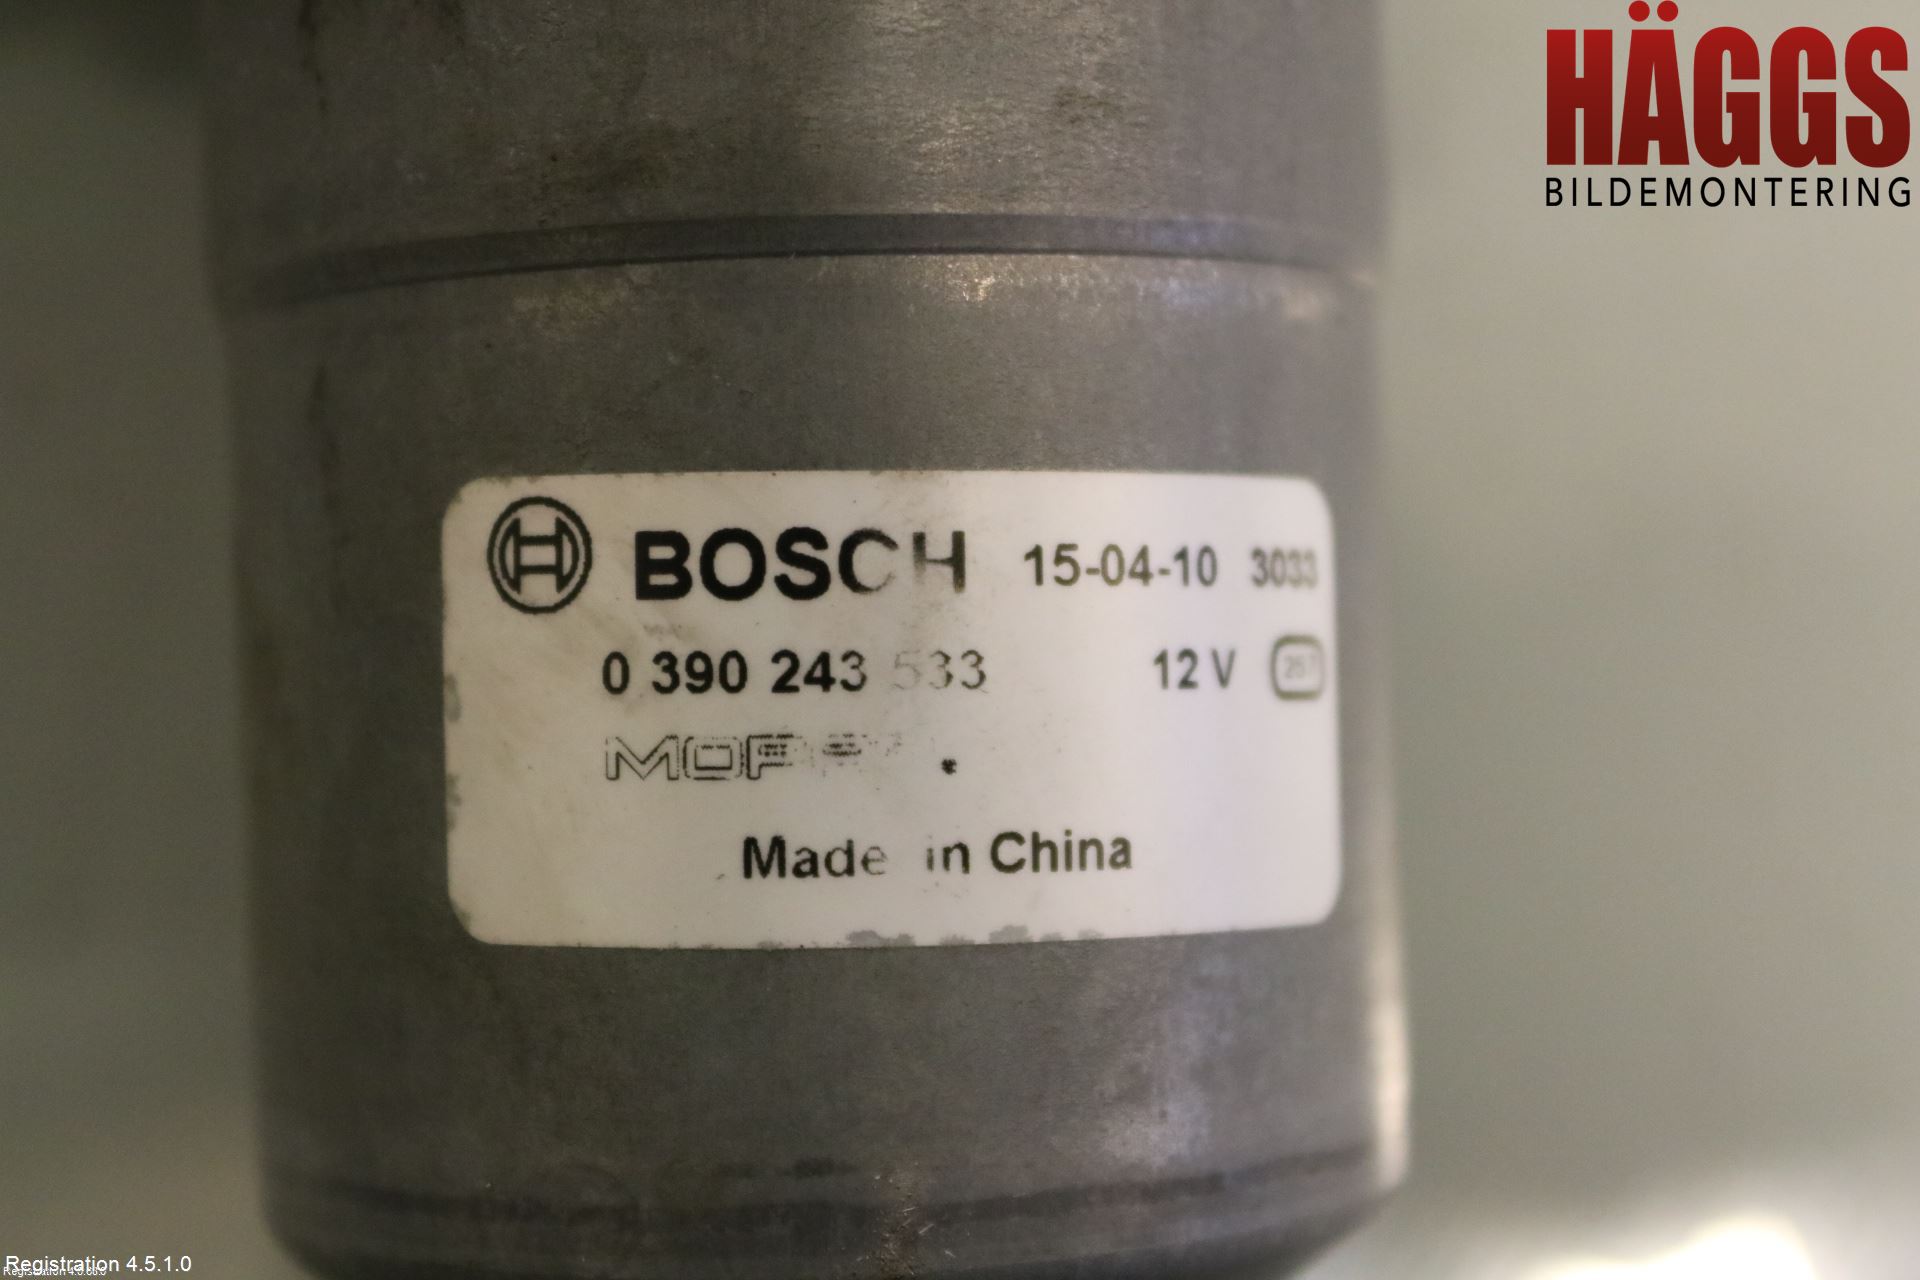 HÄGGS
BILDEMONTERING
BOSCH 15-04-10 3033
0 390 243 533 12 V
Made in China
Registration 4.5.1.0